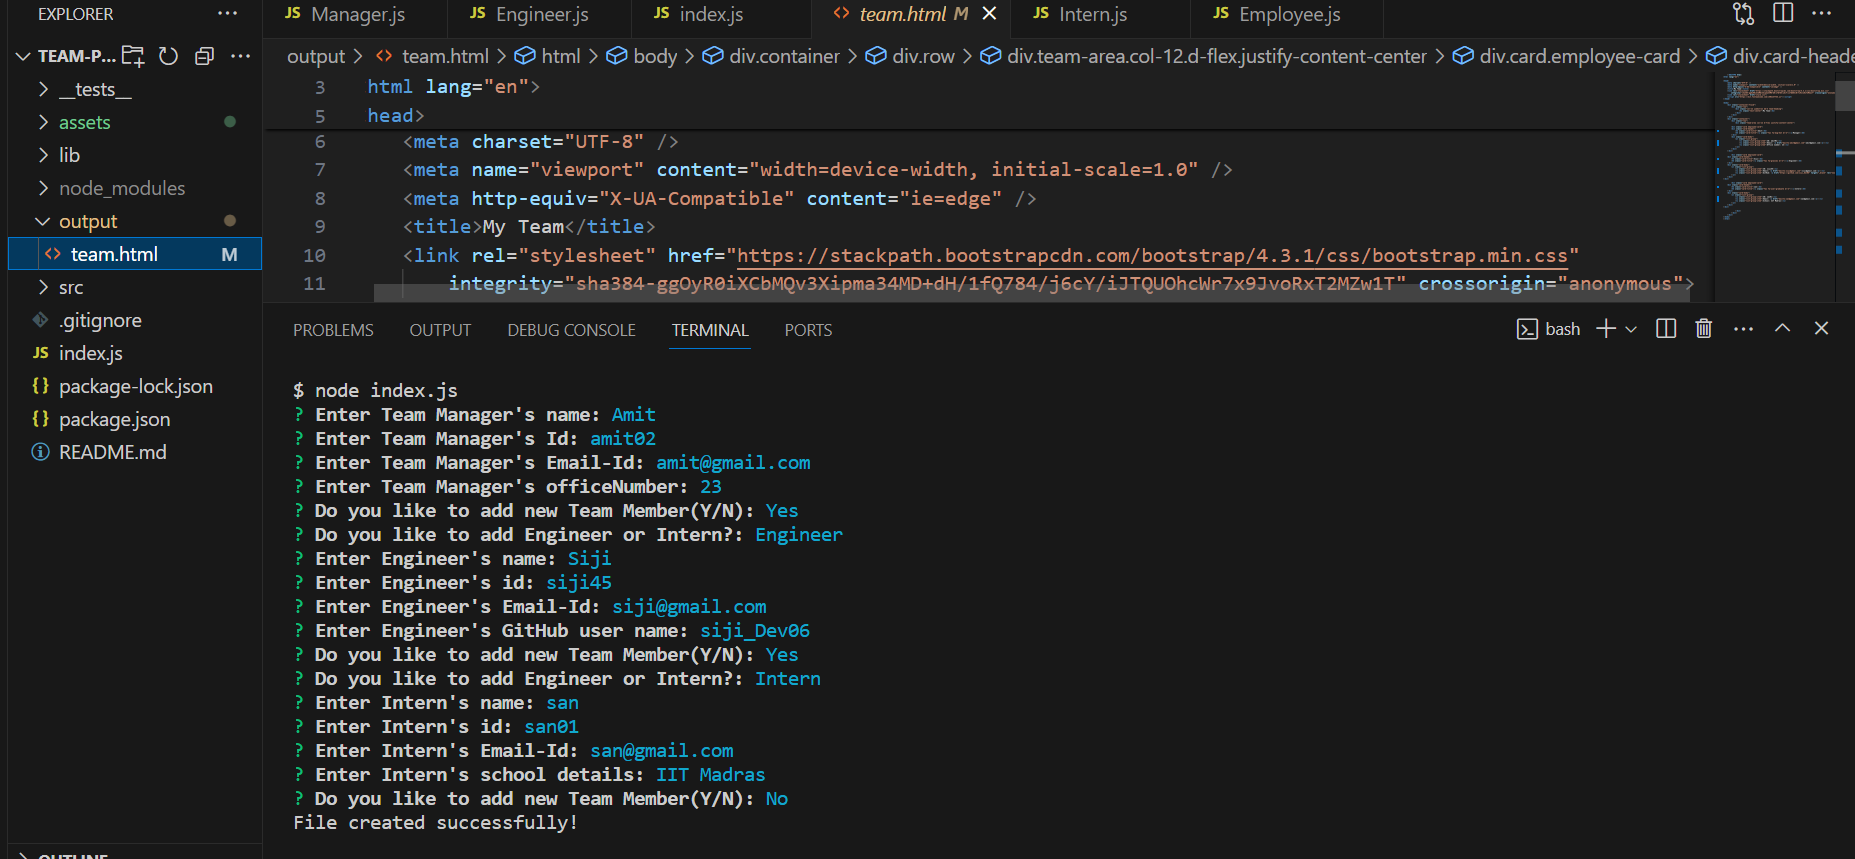 EXPLORER ···
JS Manager.js JS Engineer.js JS index.js <> team.html M JS Intern.js JS Employee.js ···
TEAM-P... ···
output > <> team.html > html > body > div.container > div.row > div.team-area.col-12.d-flex.justify-content-center > div.card.employee-card > div.card-heade
__tests__
assets
lib
node_modules
output
<> team.html M
src
.gitignore
JS index.js
{} package-lock.json
{} package.json
README.md
3 html lang="en">
5 head>
6 <meta charset="UTF-8" />
7 <meta name="viewport" content="width=device-width, initial-scale=1.0" />
8 <meta http-equiv="X-UA-Compatible" content="ie=edge" />
9 <title>My Team</title>
10 <link rel="stylesheet" href="https://stackpath.bootstrapcdn.com/bootstrap/4.3.1/css/bootstrap.min.css"
11 integrity="sha384-ggOyR0iXCbMQv3Xipma34MD+dH/1fQ784/j6cY/iJTQUOhcWr7x9JvoRxT2MZw1T" crossorigin="anonymous">
PROBLEMS OUTPUT DEBUG CONSOLE TERMINAL PORTS bash ···
$ node index.js
? Enter Team Manager's name: Amit
? Enter Team Manager's Id: amit02
? Enter Team Manager's Email-Id: amit@gmail.com
? Enter Team Manager's officeNumber: 23
? Do you like to add new Team Member(Y/N): Yes
? Do you like to add Engineer or Intern?: Engineer
? Enter Engineer's name: Siji
? Enter Engineer's id: siji45
? Enter Engineer's Email-Id: siji@gmail.com
? Enter Engineer's GitHub user name: siji_Dev06
? Do you like to add new Team Member(Y/N): Yes
? Do you like to add Engineer or Intern?: Intern
? Enter Intern's name: san
? Enter Intern's id: san01
? Enter Intern's Email-Id: san@gmail.com
? Enter Intern's school details: IIT Madras
? Do you like to add new Team Member(Y/N): No
File created successfully!
OUTLINE